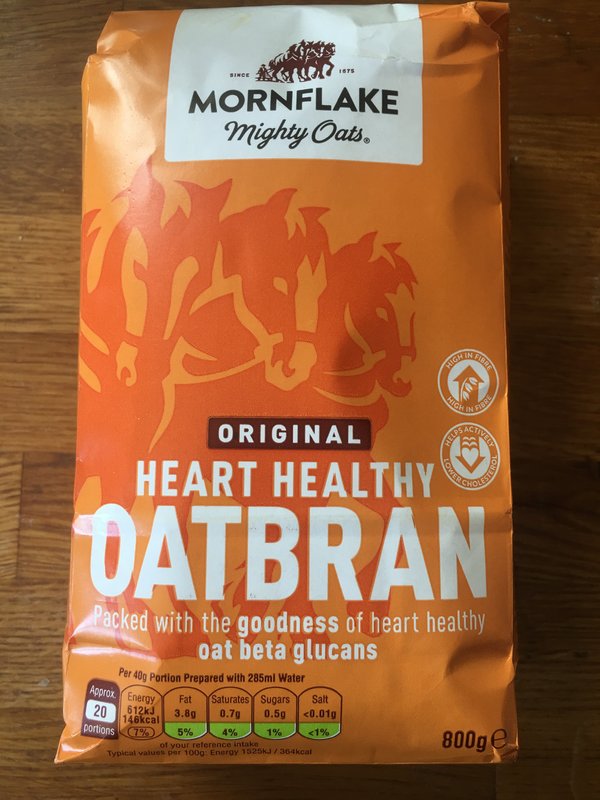 SINCE 1675
MORNFLAKE
Mighty Oats®
HIGH IN FIBRE
HIGH IN FIBRE
HELPS ACTIVELY
LOWER CHOLESTEROL
ORIGINAL
HEART HEALTHY
OATBRAN
Packed with the goodness of heart healthy
oat beta glucans
Per 40g Portion Prepared with 285ml Water
Approx.
20
portions
Energy
612kJ
146kcal
7%
Fat
3.8g
5%
Saturates
0.7g
4%
Sugars
0.5g
1%
Salt
<0.01g
<1%
of your reference intake
Typical values per 100g: Energy 1525kJ / 364kcal
800g e